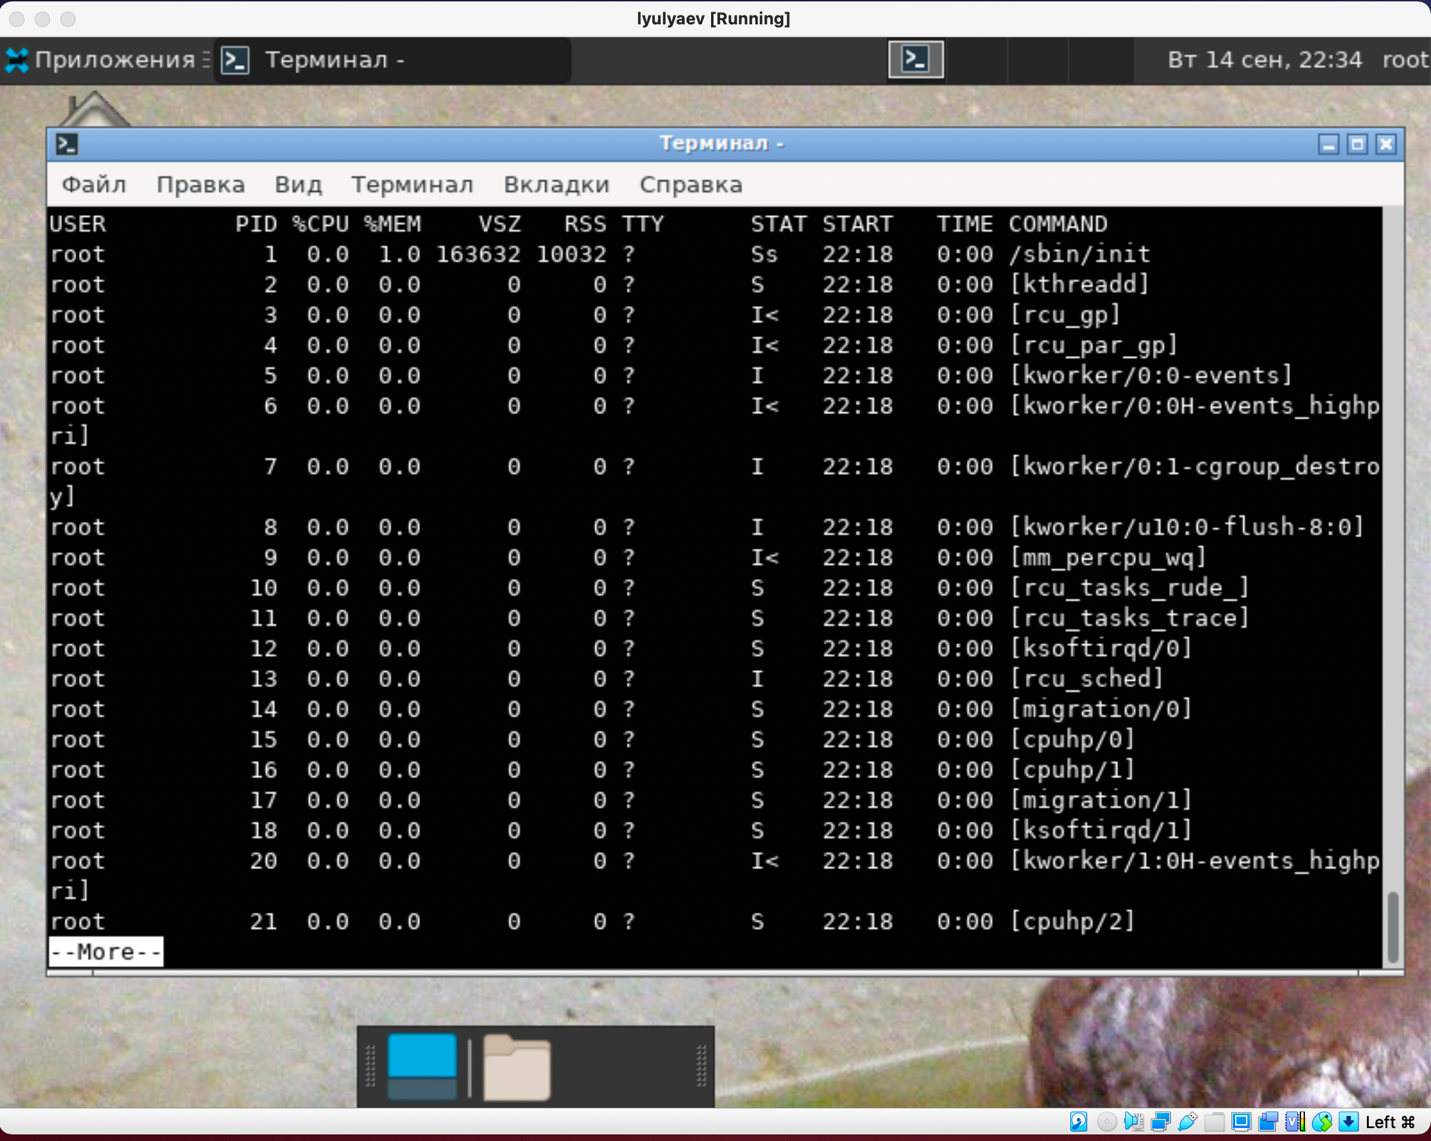 lyulyaev [Running]
Приложения Терминал - Вт 14 сен, 22:34 root
Терминал -
Файл Правка Вид Терминал Вкладки Справка
USER PID %CPU %MEM VSZ RSS TTY STAT START TIME COMMAND
root 1 0.0 1.0 163632 10032 ? Ss 22:18 0:00 /sbin/init
root 2 0.0 0.0 0 0 ? S 22:18 0:00 [kthreadd]
root 3 0.0 0.0 0 0 ? I< 22:18 0:00 [rcu_gp]
root 4 0.0 0.0 0 0 ? I< 22:18 0:00 [rcu_par_gp]
root 5 0.0 0.0 0 0 ? I 22:18 0:00 [kworker/0:0-events]
root 6 0.0 0.0 0 0 ? I< 22:18 0:00 [kworker/0:0H-events_highp
ri]
root 7 0.0 0.0 0 0 ? I 22:18 0:00 [kworker/0:1-cgroup_destro
y]
root 8 0.0 0.0 0 0 ? I 22:18 0:00 [kworker/u10:0-flush-8:0]
root 9 0.0 0.0 0 0 ? I< 22:18 0:00 [mm_percpu_wq]
root 10 0.0 0.0 0 0 ? S 22:18 0:00 [rcu_tasks_rude_]
root 11 0.0 0.0 0 0 ? S 22:18 0:00 [rcu_tasks_trace]
root 12 0.0 0.0 0 0 ? S 22:18 0:00 [ksoftirqd/0]
root 13 0.0 0.0 0 0 ? I 22:18 0:00 [rcu_sched]
root 14 0.0 0.0 0 0 ? S 22:18 0:00 [migration/0]
root 15 0.0 0.0 0 0 ? S 22:18 0:00 [cpuhp/0]
root 16 0.0 0.0 0 0 ? S 22:18 0:00 [cpuhp/1]
root 17 0.0 0.0 0 0 ? S 22:18 0:00 [migration/1]
root 18 0.0 0.0 0 0 ? S 22:18 0:00 [ksoftirqd/1]
root 20 0.0 0.0 0 0 ? I< 22:18 0:00 [kworker/1:0H-events_highp
ri]
root 21 0.0 0.0 0 0 ? S 22:18 0:00 [cpuhp/2]
--More--
Left ⌘